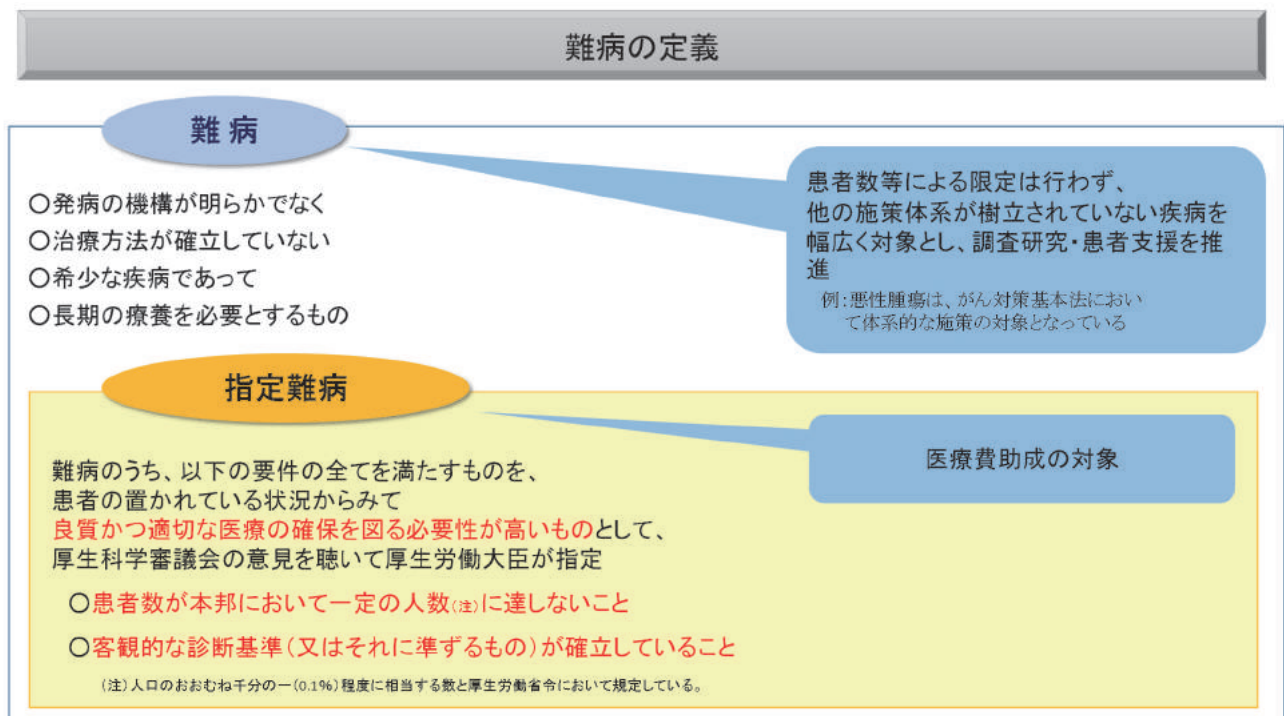 難病の定義
難病
〇発病の機構が明らかでなく
〇治療方法が確立していない
〇希少な疾病であって
〇長期の療養を必要とするもの
患者数等による限定は行わず、
他の施策体系が樹立されていない疾病を
幅広く対象とし、調査研究・患者支援を推
進
例：悪性腫瘍は、がん対策基本法におい
て体系的な施策の対象となっている
指定難病
難病のうち、以下の要件の全てを満たすものを、
患者の置かれている状況からみて
良質かつ適切な医療の確保を図る必要性が高いものとして、
厚生科学審議会の意見を聴いて厚生労働大臣が指定
医療費助成の対象
〇患者数が本邦において一定の人数(注)に達しないこと
〇客観的な診断基準(又はそれに準ずるもの)が確立していること
(注)人口のおおむね千分の一(0.1%)程度に相当する数と厚生労働省令において規定している。